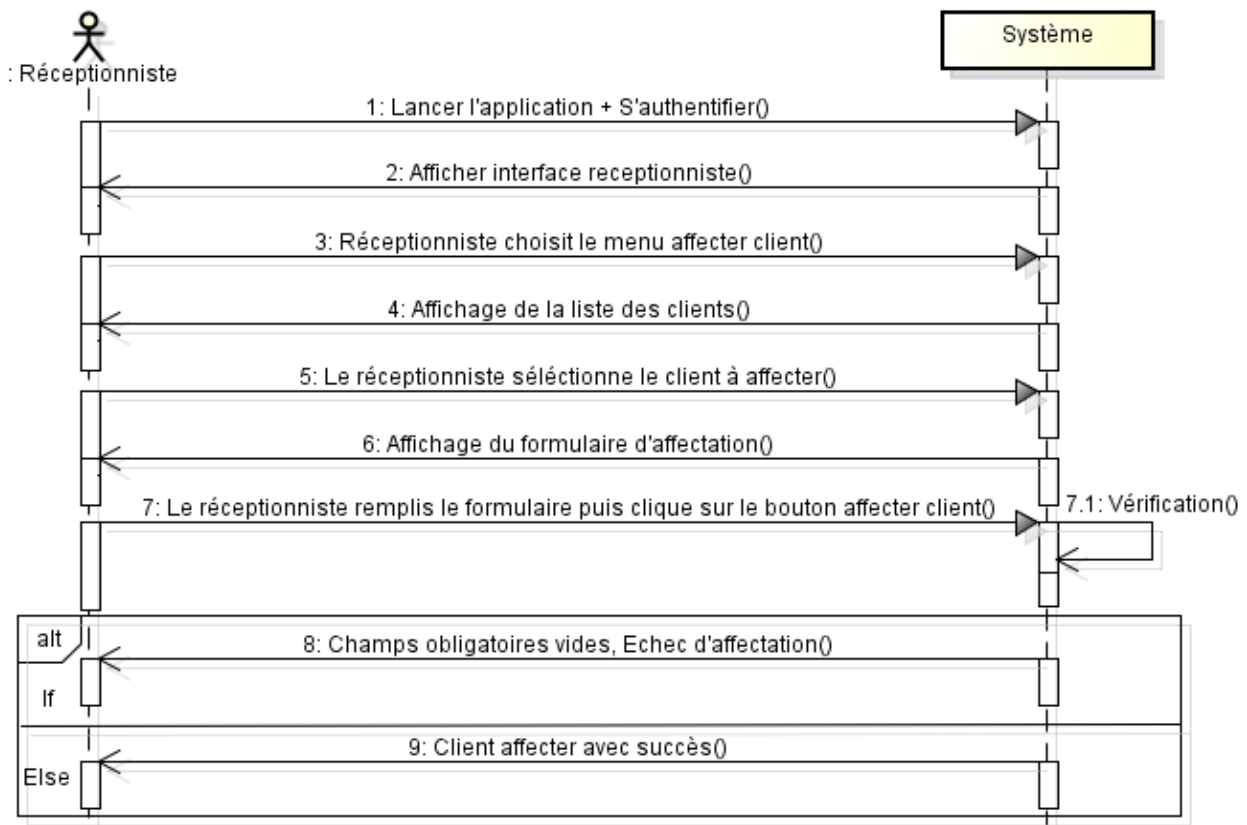 : Réceptionniste
Système
1: Lancer l'application + S'authentifier()
2: Afficher interface receptionniste()
3: Réceptionniste choisit le menu affecter client()
4: Affichage de la liste des clients()
5: Le réceptionniste séléctionne le client à affecter()
6: Affichage du formulaire d'affectation()
7: Le réceptionniste remplis le formulaire puis clique sur le bouton affecter client()
7.1: Vérification()
alt
8: Champs obligatoires vides, Echec d'affectation()
If
9: Client affecter avec succès()
Else